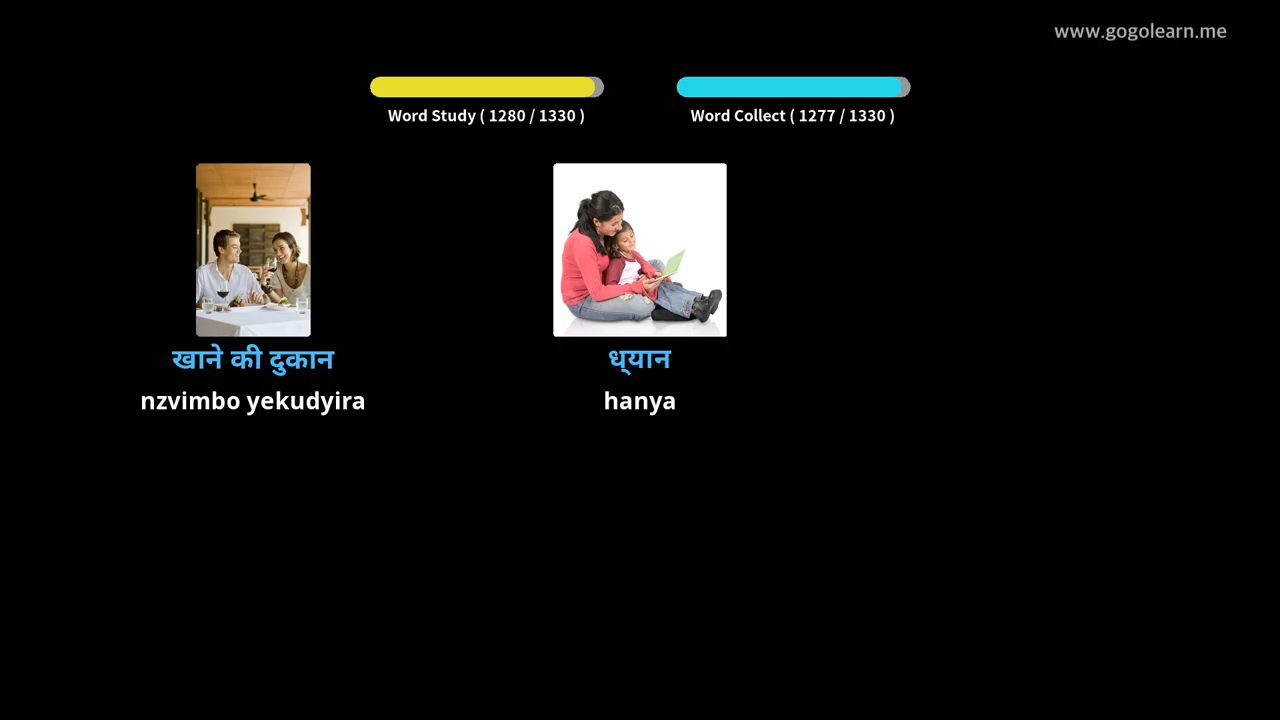 www.gogolearn.me
Word Study ( 1280 / 1330 )
Word Collect ( 1277 / 1330 )
खाने की दुकान
ध्यान
nzvimbo yekudyira
hanya